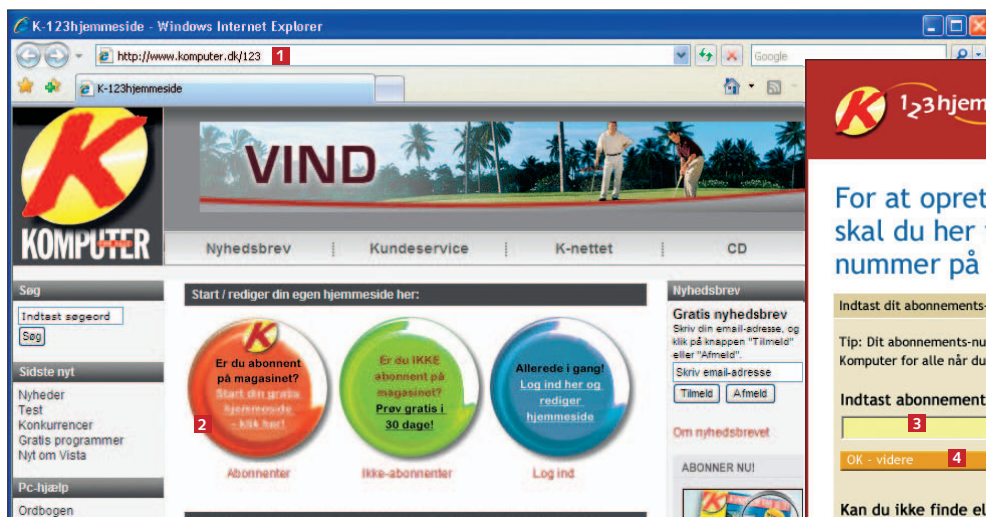 K-123hjemmeside - Windows Internet Explorer
http://www.komputer.dk/123 1
Google
K-123hjemmeside
K
KOMPUTER
VIND
Nyhedsbrev
Kundeservice
K-nettet
CD
Søg
Indtast søgeord
Søg
Sidste nyt
Nyheder
Test
Konkurrencer
Gratis programmer
Nyt om Vista
Pc-hjælp
Ordbogen
Start / rediger din egen hjemmeside her:
K
Er du abonnent
på magasinet?
Start din gratis
hjemmeside
- klik her!
2
Abonnenter
Er du IKKE
abonnent på
magasinet?
Prøv gratis i
30 dage!
Ikke-abonnenter
Allerede i gang!
Log ind her og
rediger
hjemmeside
Log ind
Nyhedsbrev
Gratis nyhedsbrev
Skriv din email-adresse, og
klik på knappen "Tilmeld"
eller "Afmeld".
Skriv email-adresse
Tilmeld Afmeld
Om nyhedsbrevet
ABONNER NU!
K
K 123hjem
For at opret
skal du her
nummer på
Indtast dit abonnements-
Tip: Dit abonnements-nu
Komputer for alle når du
Indtast abonnement
3
OK - videre 4
Kan du ikke finde el